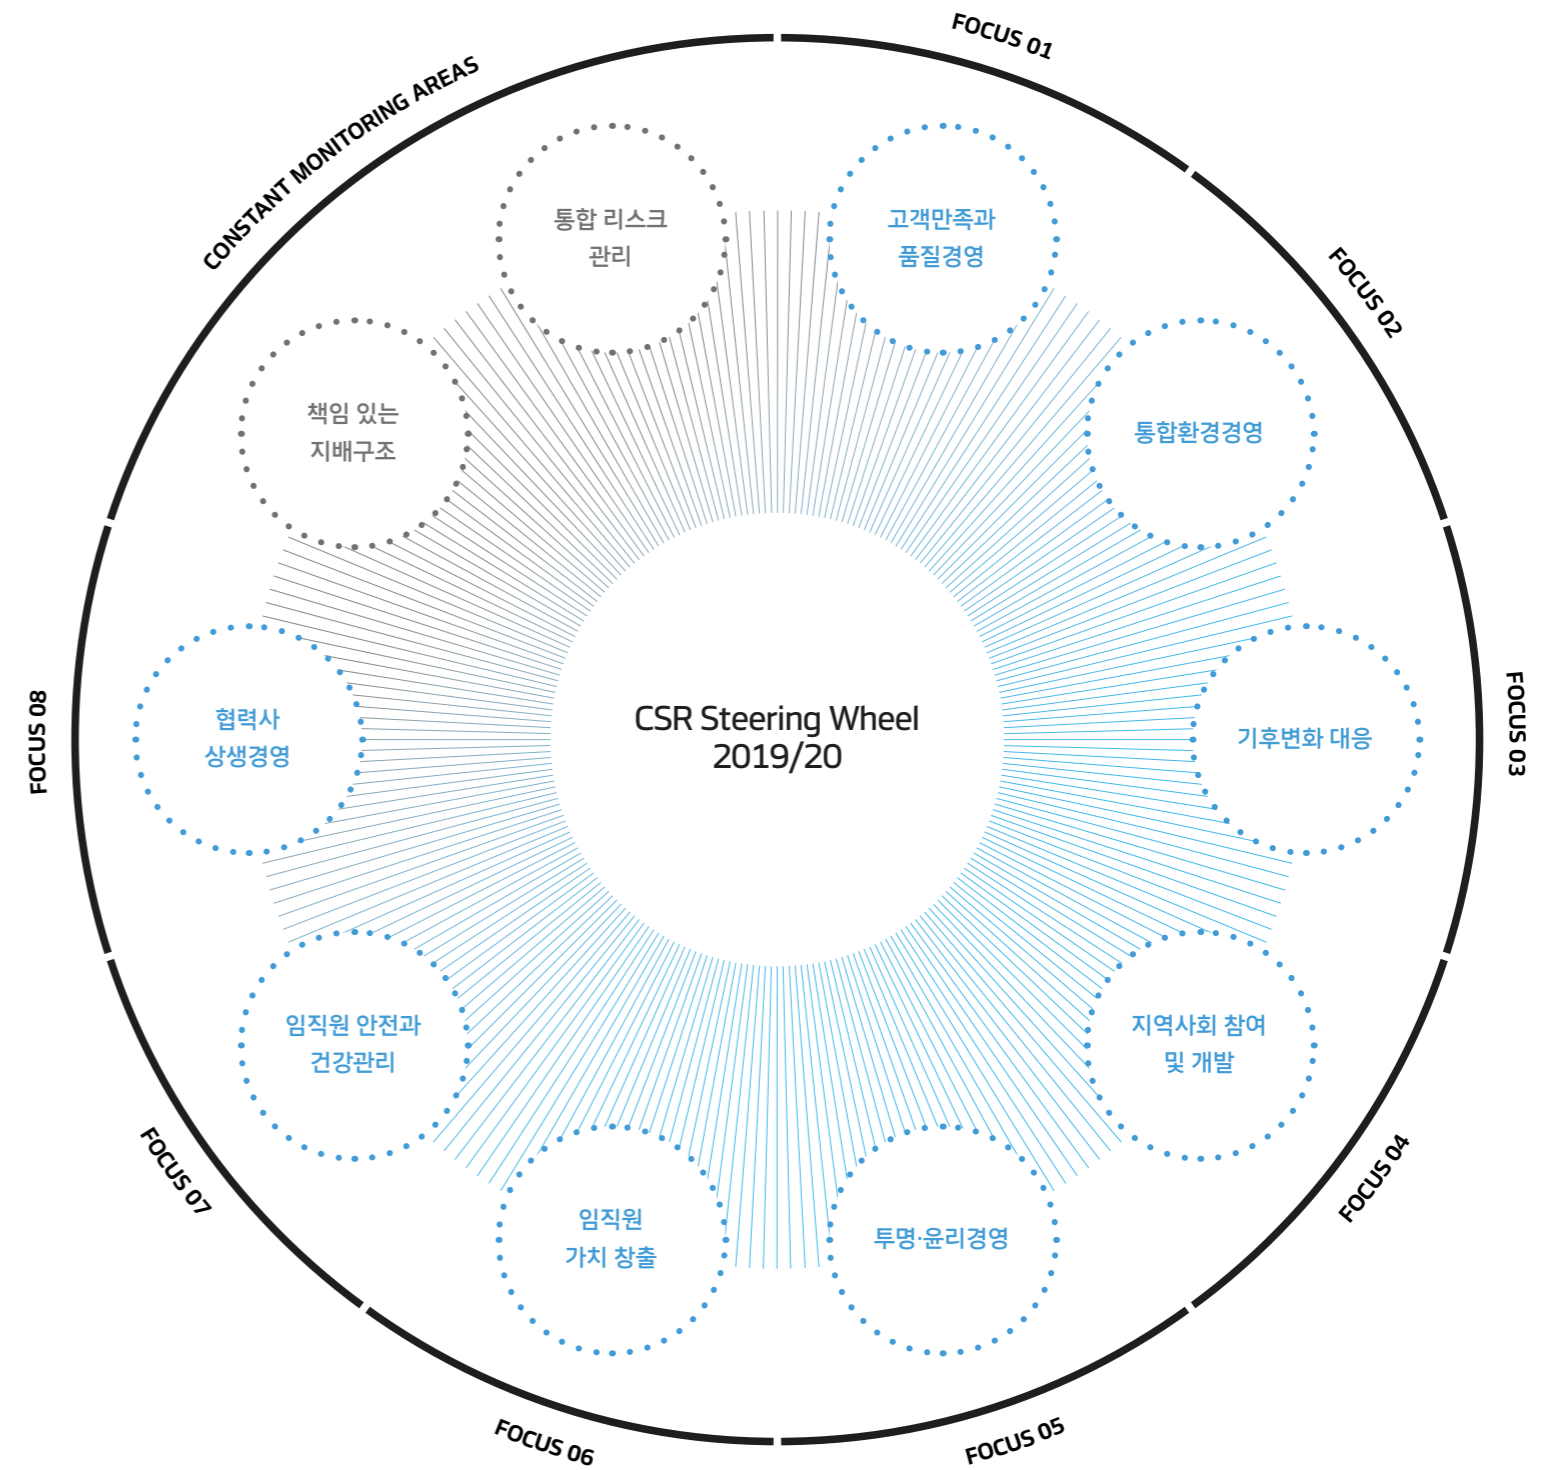 CSR Steering Wheel
2019/20
FOCUS 01
고객만족과
품질경영
FOCUS 02
통합환경경영
FOCUS 03
기후변화 대응
FOCUS 04
지역사회 참여
및 개발
FOCUS 05
투명·윤리경영
FOCUS 06
임직원
가치 창출
FOCUS 07
임직원 안전과
건강관리
FOCUS 08
협력사
상생경영
CONSTANT MONITORING AREAS
책임 있는
지배구조
통합 리스크
관리